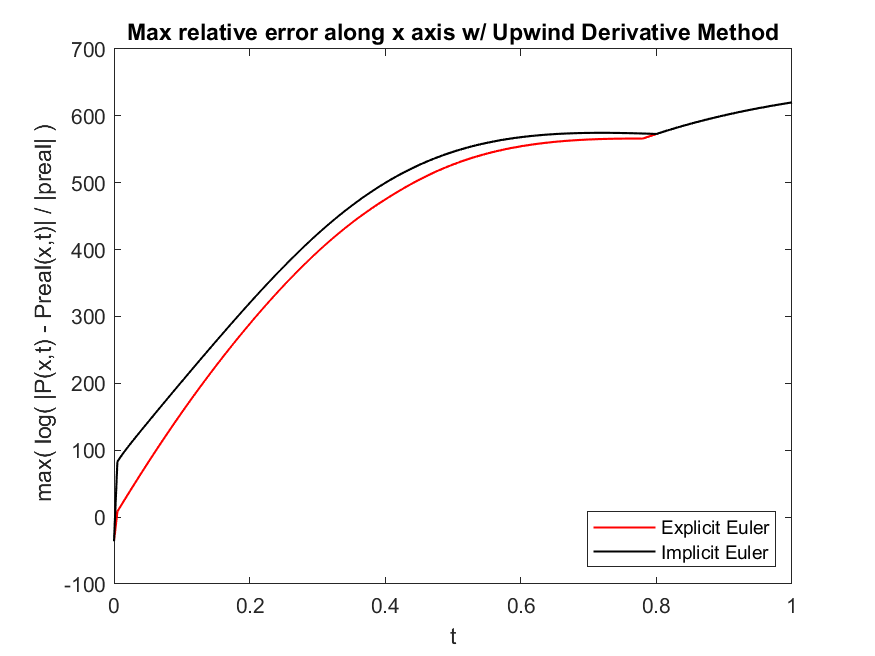 Max relative error along x axis w/ Upwind Derivative Method
max( log( |P(x,t) - Preal(x,t)| / |preal| )
700
600
500
400
300
200
100
0
-100
0 0.2 0.4 0.6 0.8 1
t
Explicit Euler
Implicit Euler